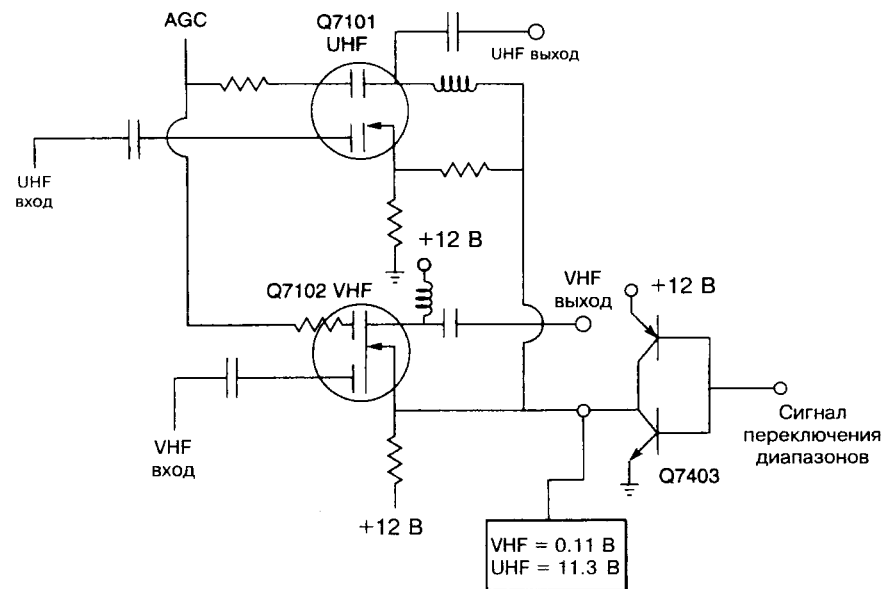 AGC
Q7101
UHF
UHF выход
UHF
вход
+12 В
Q7102 VHF
VHF
выход
+12 В
VHF
вход
Сигнал
переключения
диапазонов
Q7403
+12 В
VHF = 0.11 В
UHF = 11.3 В